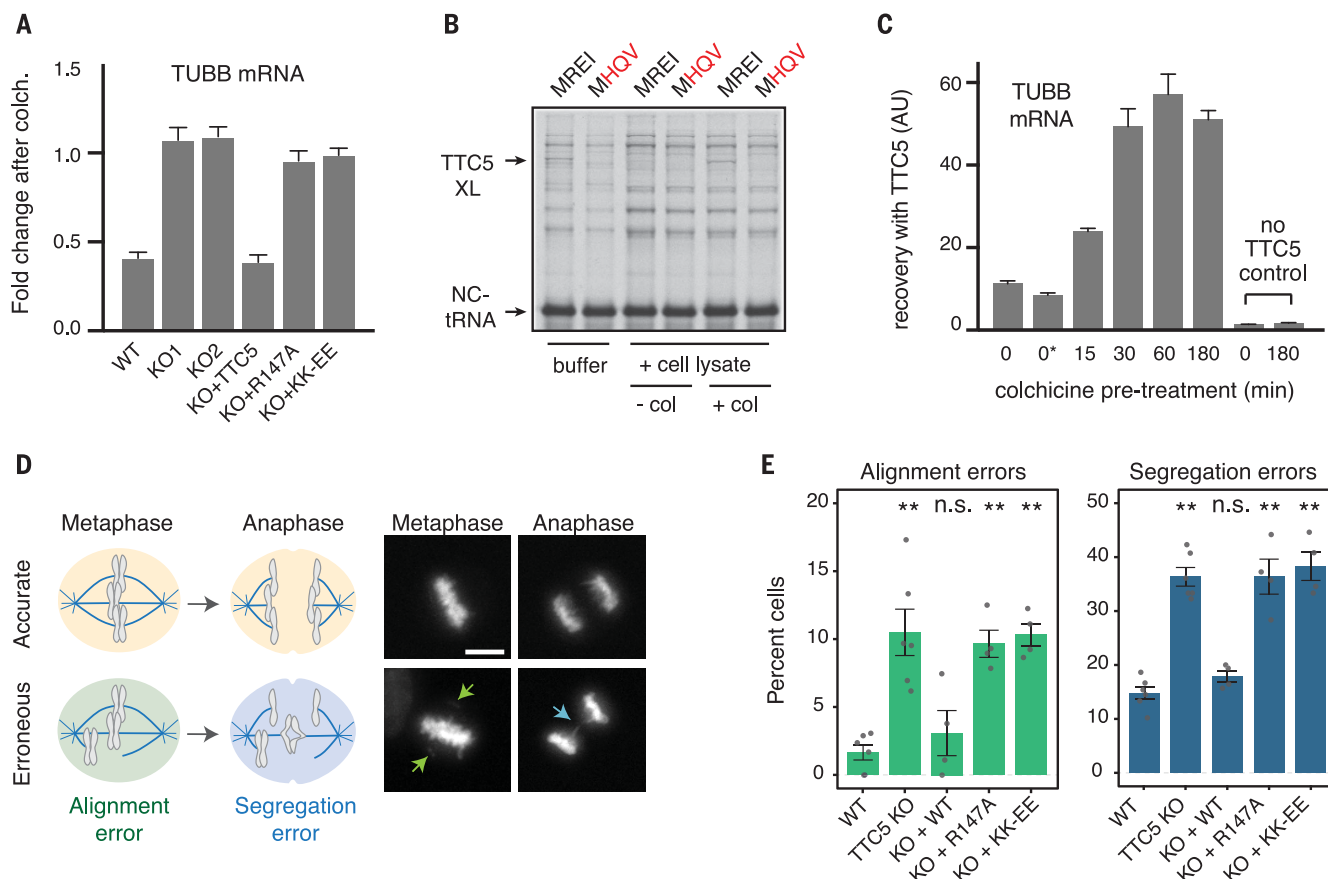 A
TUBB mRNA
Fold change after colch.
1.5
1.0
0.5
0.0
WT
KO1
KO2
KO+TTC5
KO+R147A
KO+KK-EE
B
MREI
MHQV
MREI
MHQV
MREI
MHQV
TTC5
XL
NC-
tRNA
buffer
+ cell lysate
- col
+ col
C
TUBB
mRNA
recovery with TTC5 (AU)
60
40
20
0
no
TTC5
control
0 0* 15 30 60 180 0 180
colchicine pre-treatment (min)
D
Metaphase
Anaphase
Metaphase
Anaphase
Accurate
Erroneous
Alignment
error
Segregation
error
E
Alignment errors
Percent cells
20
15
10
5
0
** n.s. ** **
WT
TTC5 KO
KO + WT
KO + R147A
KO + KK-EE
Segregation errors
50
40
30
20
10
0
** n.s. ** **
WT
TTC5 KO
KO + WT
KO + R147A
KO + KK-EE